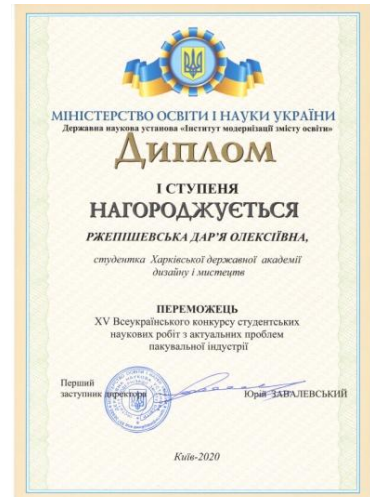 МІНІСТЕРСТВО ОСВІТИ І НАУКИ УКРАЇНИ
Державна наукова установа «Інститут модернізації змісту освіти»
Диплом
І СТУПЕНЯ
НАГОРОДЖУЄТЬСЯ
РЖЕПІШЕВСЬКА ДАР'Я ОЛЕКСІЇВНА,
студентка Харківської державної академії
дизайну і мистецтв
ПЕРЕМОЖЕЦЬ
XV Всеукраїнського конкурсу студентських
наукових робіт з актуальних проблем
пакувальної індустрії
Перший
заступник директора Юрій ЗАВАЛЕВСЬКИЙ
Київ-2020